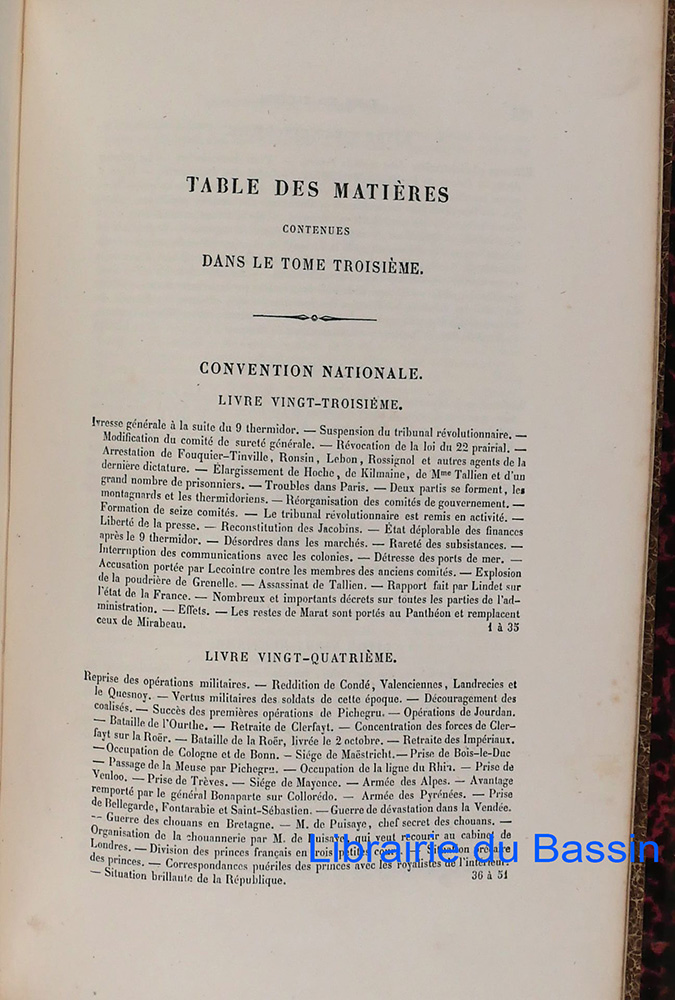 TABLE DES MATIÈRES
CONTENUES
DANS LE TOME TROISIÈME.
CONVENTION NATIONALE.
LIVRE VINGT-TROISIÈME.
Ivresse générale à la suite du 9 thermidor. — Suspension du tribunal révolutionnaire. —
Modification du comité de sureté générale. — Révocation de la loi du 22 prairial. —
Arrestation de Fouquier-Tinville, Ronsin, Lebon, Rossignol et autres agents de la
dernière dictature. — Élargissement de Hoche, de Kilmaine, de Mme Tallien et d'un
grand nombre de prisonniers. — Troubles dans Paris. — Deux partis se forment, les
montagnards et les thermidoriens. — Réorganisation des comités de gouvernement. —
Formation de seize comités. — Le tribunal révolutionnaire est remis en activité. —
Liberté de la presse. — Reconstitution des Jacobins. — État déplorable des finances
après le 9 thermidor. — Désordres dans les marchés. — Rareté des subsistances. —
Interruption des communications avec les colonies. — Détresse des ports de mer. —
Accusation portée par Lecointre contre les membres des anciens comités. — Explosion
de la poudrière de Grenelle. — Assassinat de Tallien. — Rapport fait par Lindet sur
l'état de la France. — Nombreux et importants décrets sur toutes les parties de l'ad-
ministration. — Effets. — Les restes de Marat sont portés au Panthéon et remplacent
ceux de Mirabeau. 1 à 35
LIVRE VINGT-QUATRIÈME.
Reprise des opérations militaires. — Reddition de Condé, Valenciennes, Landrecies et
le Quesnoy. — Vertus militaires des soldats de cette époque. — Découragement des
coalisés. — Succès des premières opérations de Pichegru. — Opérations de Jourdan.
— Bataille de l'Ourthe. — Retraite de Clerfayt. — Concentration des forces de Cler-
fayt sur la Roër. — Bataille de la Roër, livrée le 2 octobre. — Retraite des Impériaux.
— Occupation de Cologne et de Bonn. — Siége de Maëstricht. — Prise de Bois-le-Duc
— Passage de la Meuse par Pichegru. — Occupation de la ligne du Rhin. — Prise de
Venloo. — Prise de Trèves. — Siége de Mayence. — Armée des Alpes. — Avantage
remporté par le général Bonaparte sur Collorédo. — Armée des Pyrénées. — Prise
de Bellegarde, Fontarabie et Saint-Sébastien. — Guerre de dévastation dans la Vendée.
— Guerre des chouans en Bretagne. — M. de Puisaye, chef secret des chouans. —
Organisation de la chouannerie par M. de Puisaye, qui veut recourir au cabinet de
Londres. — Division des princes français en trois petites cours. — Situation précaire
des princes. — Correspondances puériles des princes avec les royalistes de l'intérieur.
— Situation brillante de la République. 36 à 51
Librairie du Bassin